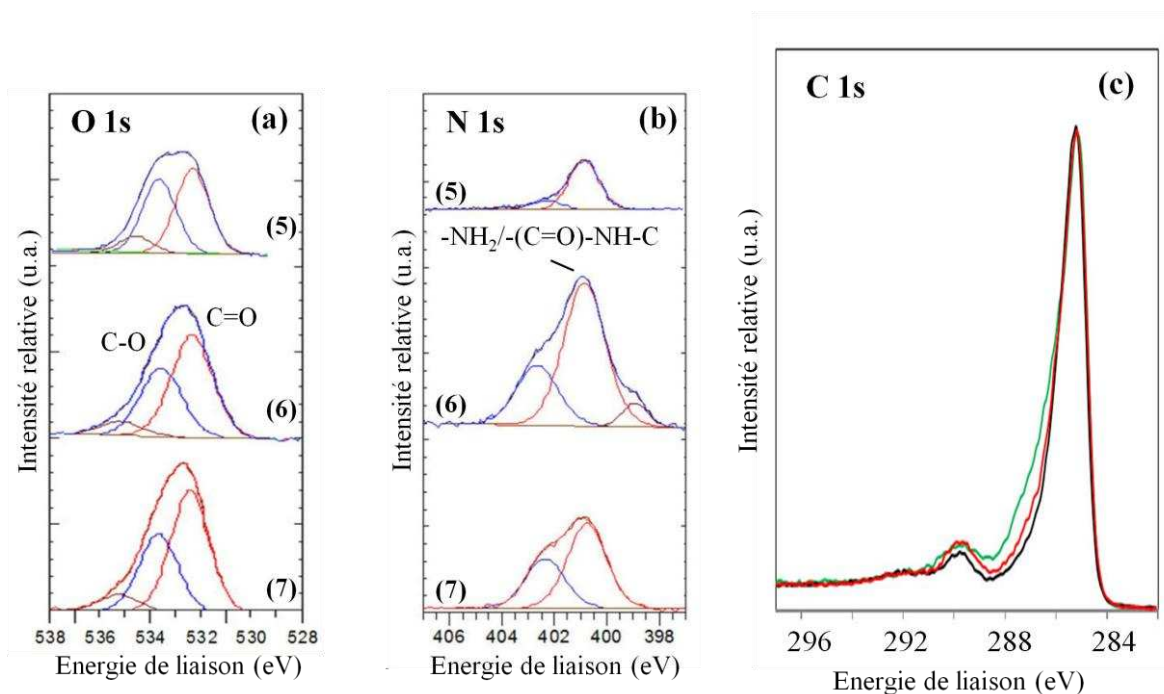 O 1s
(a)
(5)
C-O
C=O
(6)
(7)
538 536 534 532 530 528
Energie de liaison (eV)
Intensité relative (u.a.)
N 1s
(b)
(5)
-NH₂/-(C=O)-NH-C
(6)
(7)
406 404 402 400 398
Energie de liaison (eV)
Intensité relative (u.a.)
C 1s
(c)
296 292 288 284
Energie de liaison (eV)
Intensité relative (u.a.)